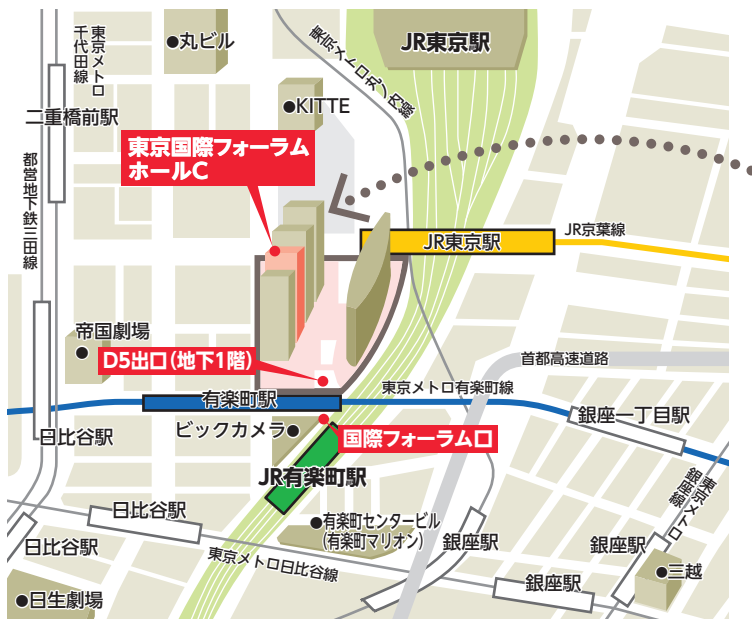 ●丸ビル
JR東京駅
東京メトロ
千代田線
東京メトロ丸ノ内線
●KITTE
二重橋前駅
東京国際フォーラム
ホールC
都営地下鉄三田線
JR東京駅
JR京葉線
帝国劇場
D5出口(地下1階)
首都高速道路
有楽町駅
東京メトロ有楽町線
銀座一丁目駅
日比谷駅
ビックカメラ●
国際フォーラム口
JR有楽町駅
東京メトロ
銀座線
日比谷駅
●有楽町センタービル
(有楽町マリオン)
日比谷駅
銀座駅
銀座駅
東京メトロ日比谷線
●三越
銀座駅
●日生劇場